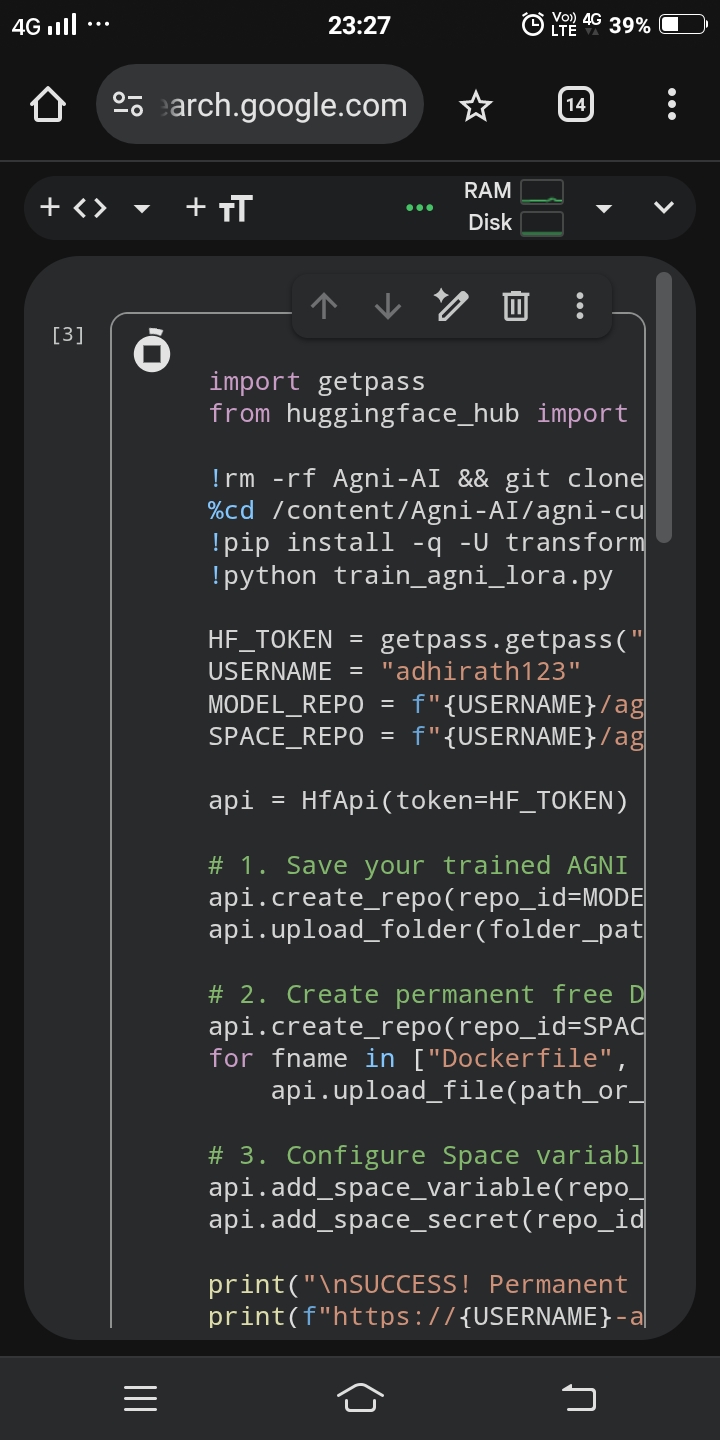 4G ... 23:27 Vo)) LTE 4G 39%
earch.google.com 14
+ <> + TT ... RAM
Disk
[3]
import getpass
from huggingface_hub import
!rm -rf Agni-AI && git clone
%cd /content/Agni-AI/agni-cu
!pip install -q -U transform
!python train_agni_lora.py
HF_TOKEN = getpass.getpass("
USERNAME = "adhirath123"
MODEL_REPO = f"{USERNAME}/ag
SPACE_REPO = f"{USERNAME}/ag
api = HfApi(token=HF_TOKEN)
# 1. Save your trained AGNI
api.create_repo(repo_id=MODE
api.upload_folder(folder_pat
# 2. Create permanent free D
api.create_repo(repo_id=SPAC
for fname in ["Dockerfile",
    api.upload_file(path_or_
# 3. Configure Space variabl
api.add_space_variable(repo_
api.add_space_secret(repo_id
print("\nSUCCESS! Permanent
print(f"https://{USERNAME}-a